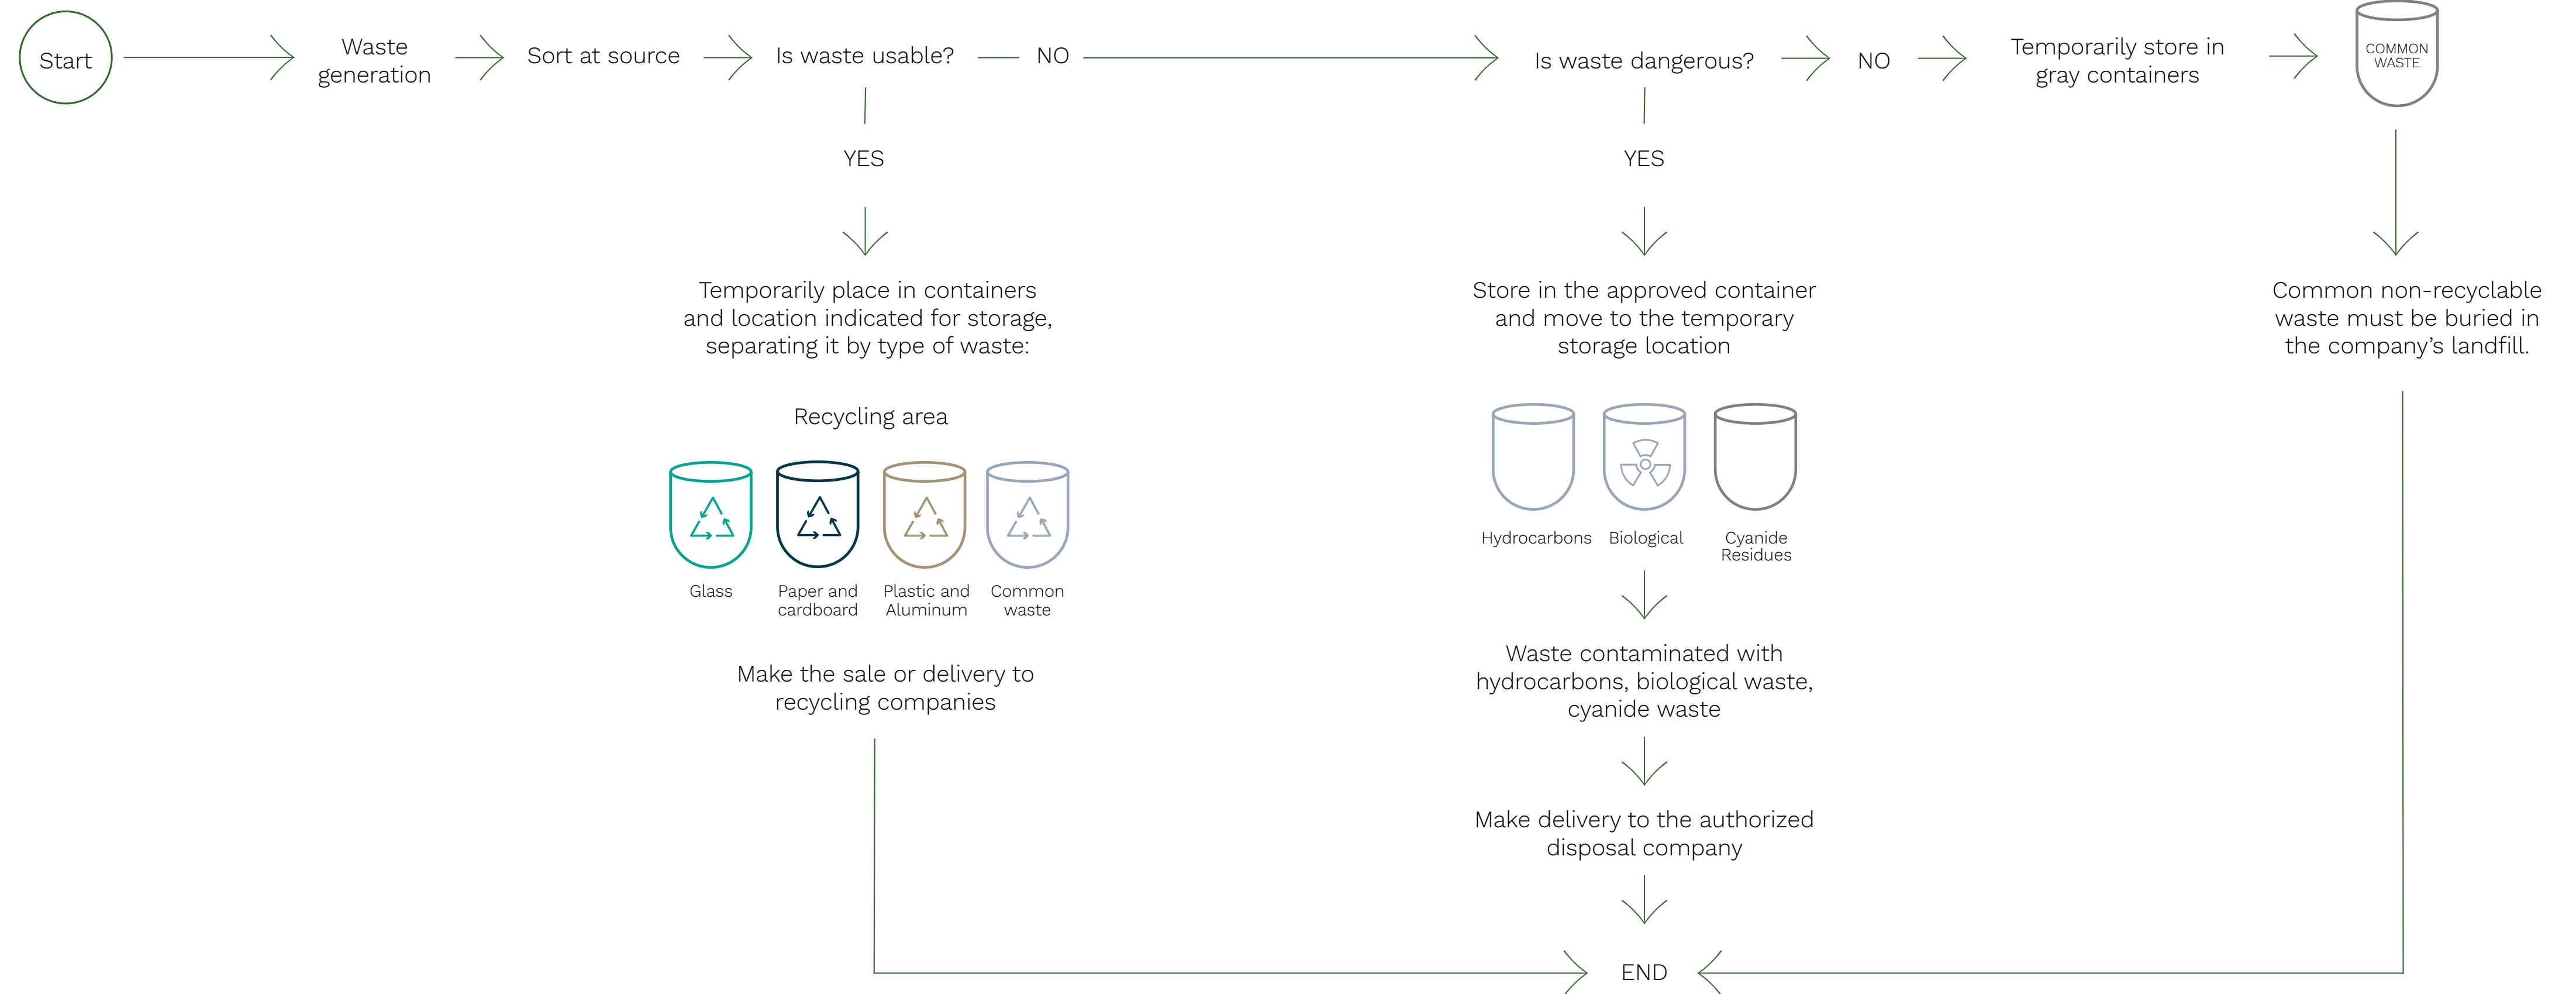 Start
Waste
generation
Sort at source
Is waste usable?
NO
Is waste dangerous?
NO
Temporarily store in
gray containers
COMMON
WASTE
YES
YES
Temporarily place in containers
and location indicated for storage,
separating it by type of waste:
Recycling area
Glass
Paper and
cardboard
Plastic and
Aluminum
Common
waste
Make the sale or delivery to
recycling companies
Store in the approved container
and move to the temporary
storage location
Hydrocarbons
Biological
Cyanide
Residues
Waste contaminated with
hydrocarbons, biological waste,
cyanide waste
Make delivery to the authorized
disposal company
Common non-recyclable
waste must be buried in
the company’s landfill.
END